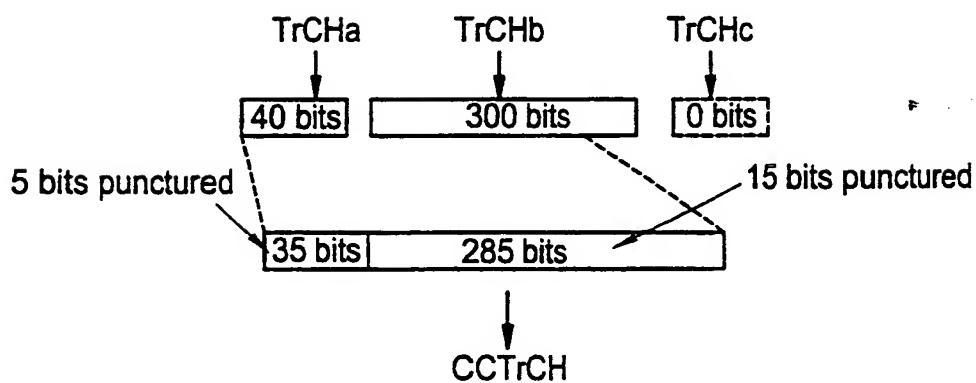 TrCHa TrCHb TrCHc
40 bits 300 bits 0 bits
5 bits punctured 15 bits punctured
35 bits 285 bits
CCTrCH